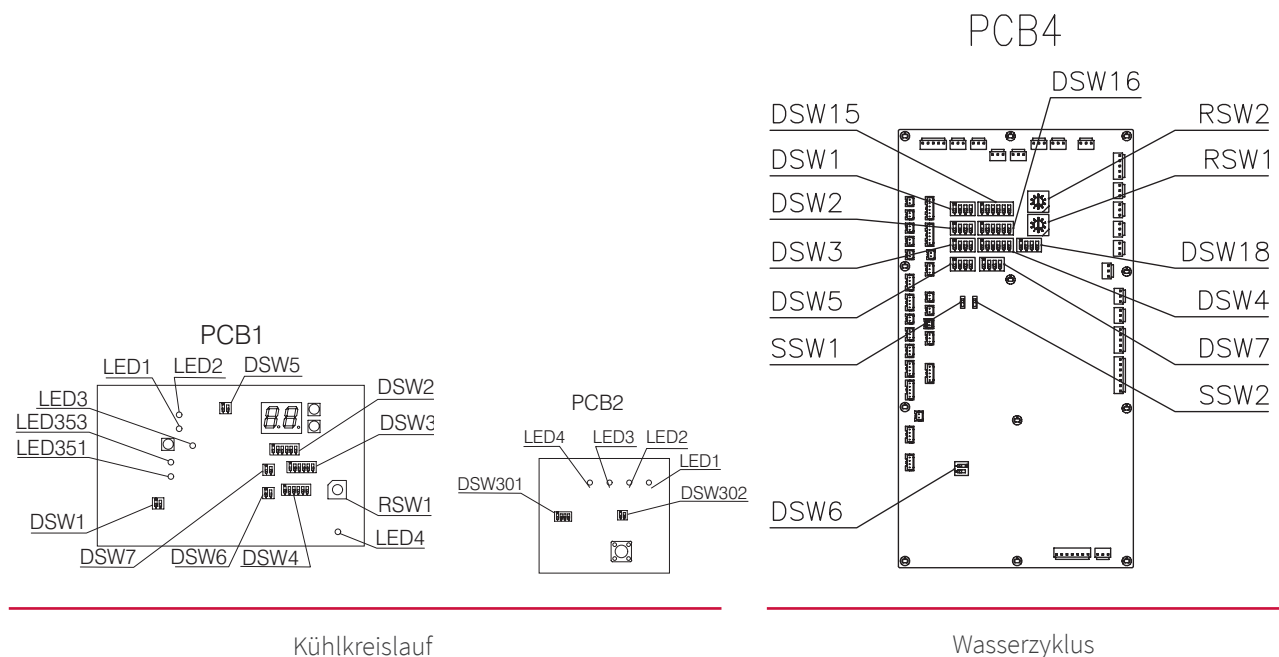 PCB4
DSW16
DSW15
RSW2
DSW1
RSW1
DSW2
DSW3
DSW18
DSW5
DSW4
SSW1
DSW7
SSW2
DSW6
PCB1
LED1
LED2
DSW5
DSW2
LED3
DSW3
LED353
LED351
88
RSW1
DSW1
LED4
DSW7
DSW6
DSW4
PCB2
LED4
LED3
LED2
LED1
DSW301
DSW302
Kühlkreislauf
Wasserzyklus